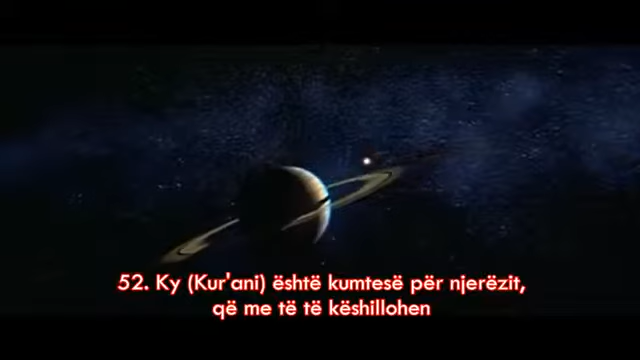 52. Ky (Kur'ani) është kumtesë për njerëzit,
që me të të këshillohen